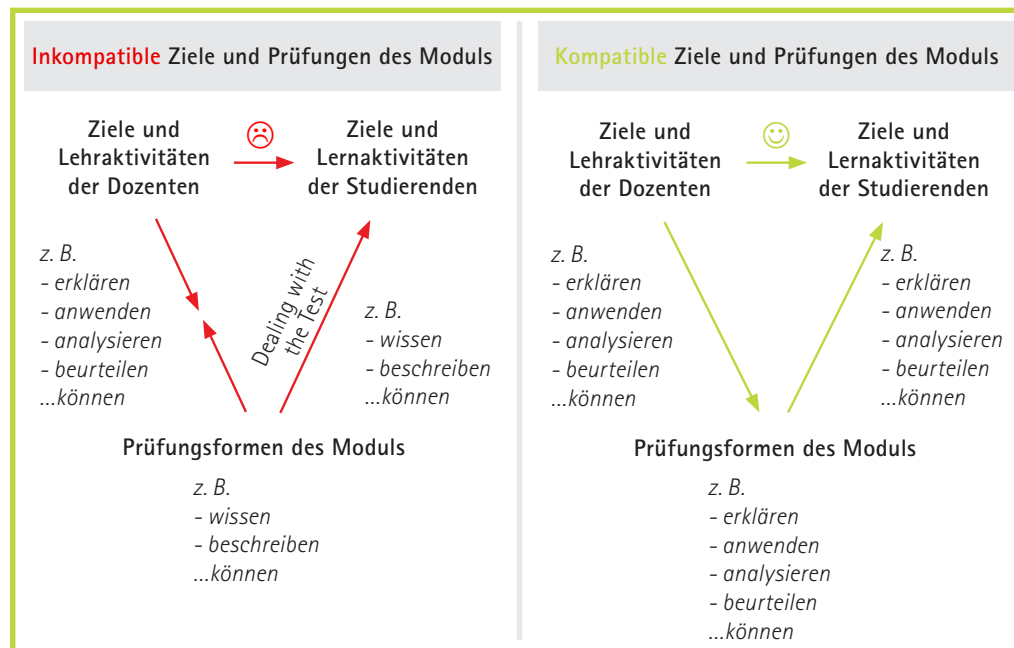 Inkompatible Ziele und Prüfungen des Moduls
Ziele und
Lehraktivitäten
der Dozenten
Ziele und
Lernaktivitäten
der Studierenden
z. B.
- erklären
- anwenden
- analysieren
- beurteilen
...können
Dealing with
the Test
z. B.
- wissen
- beschreiben
...können
Prüfungsformen des Moduls
z. B.
- wissen
- beschreiben
...können
Kompatible Ziele und Prüfungen des Moduls
Ziele und
Lehraktivitäten
der Dozenten
Ziele und
Lernaktivitäten
der Studierenden
z. B.
- erklären
- anwenden
- analysieren
- beurteilen
...können
z. B.
- erklären
- anwenden
- analysieren
- beurteilen
...können
Prüfungsformen des Moduls
z. B.
- erklären
- anwenden
- analysieren
- beurteilen
...können